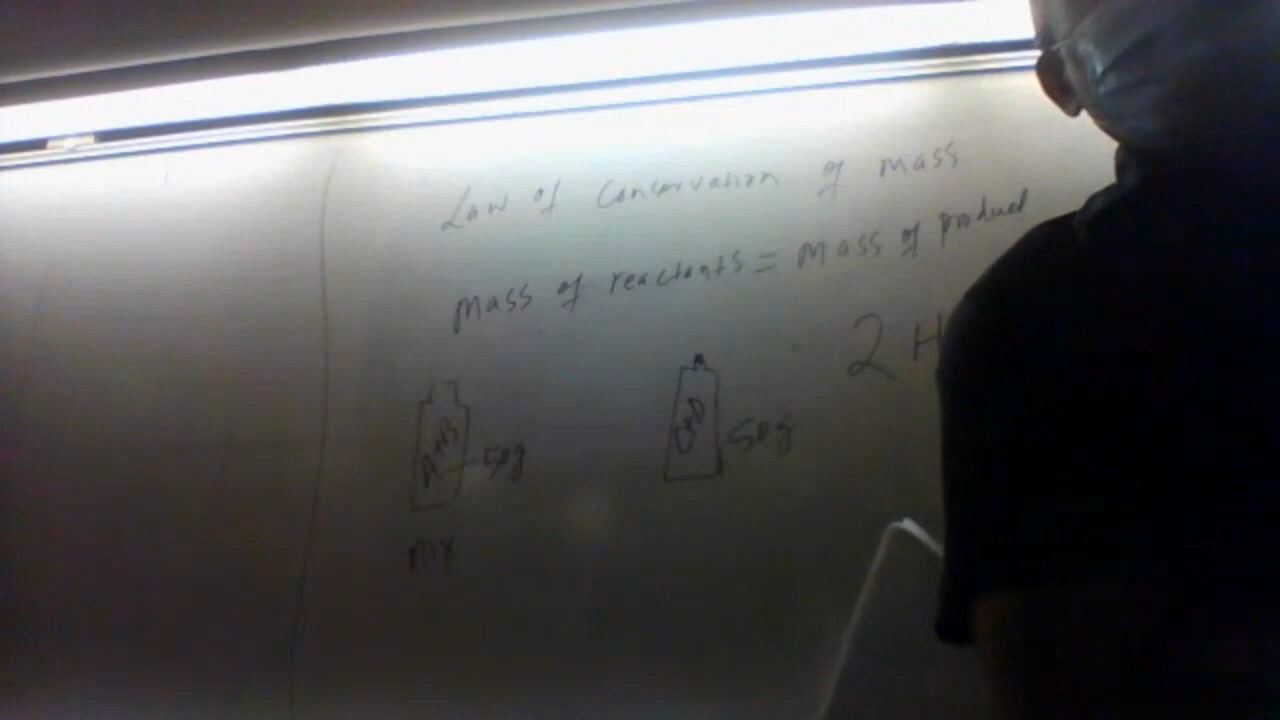 Law of Conservation of mass
mass of reactants = mass of product
2 H
50g
50g